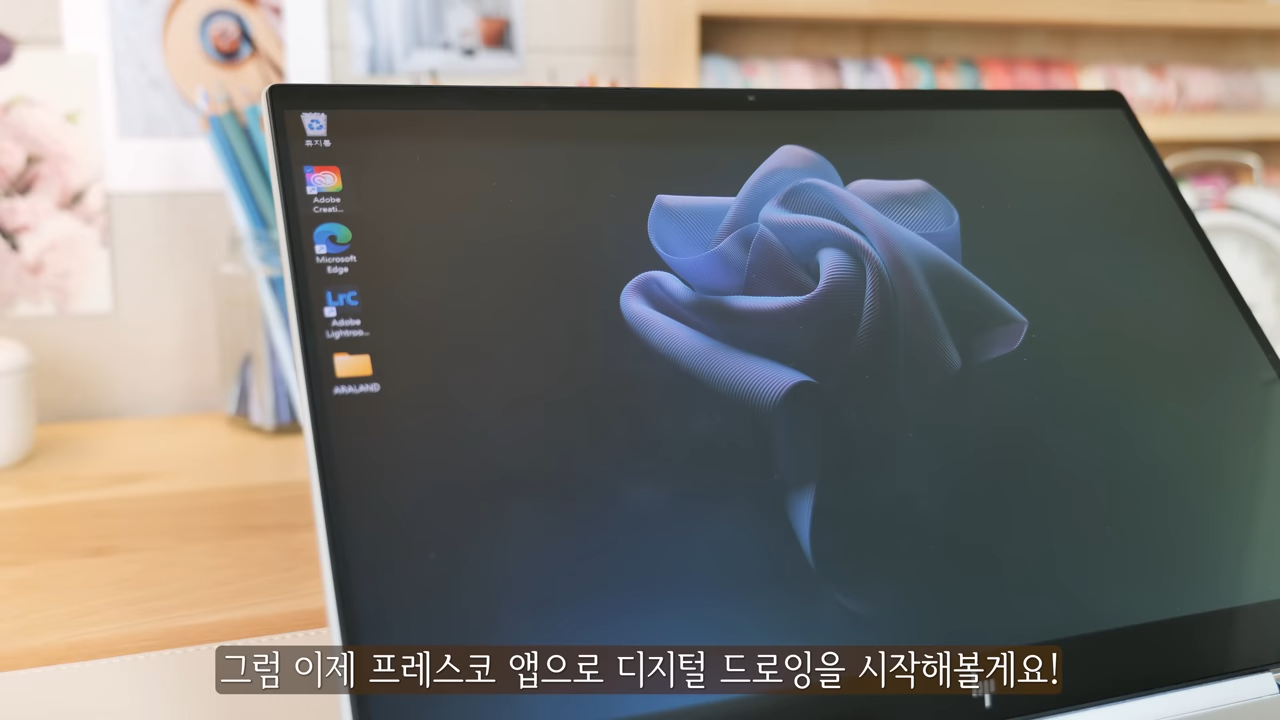 휴지통
Adobe
Creati...
Microsoft
Edge
Lrc
Adobe
Lightroo...
ARALAND
그럼 이제 프레스코 앱으로 디지털 드로잉을 시작해볼게요!
hp